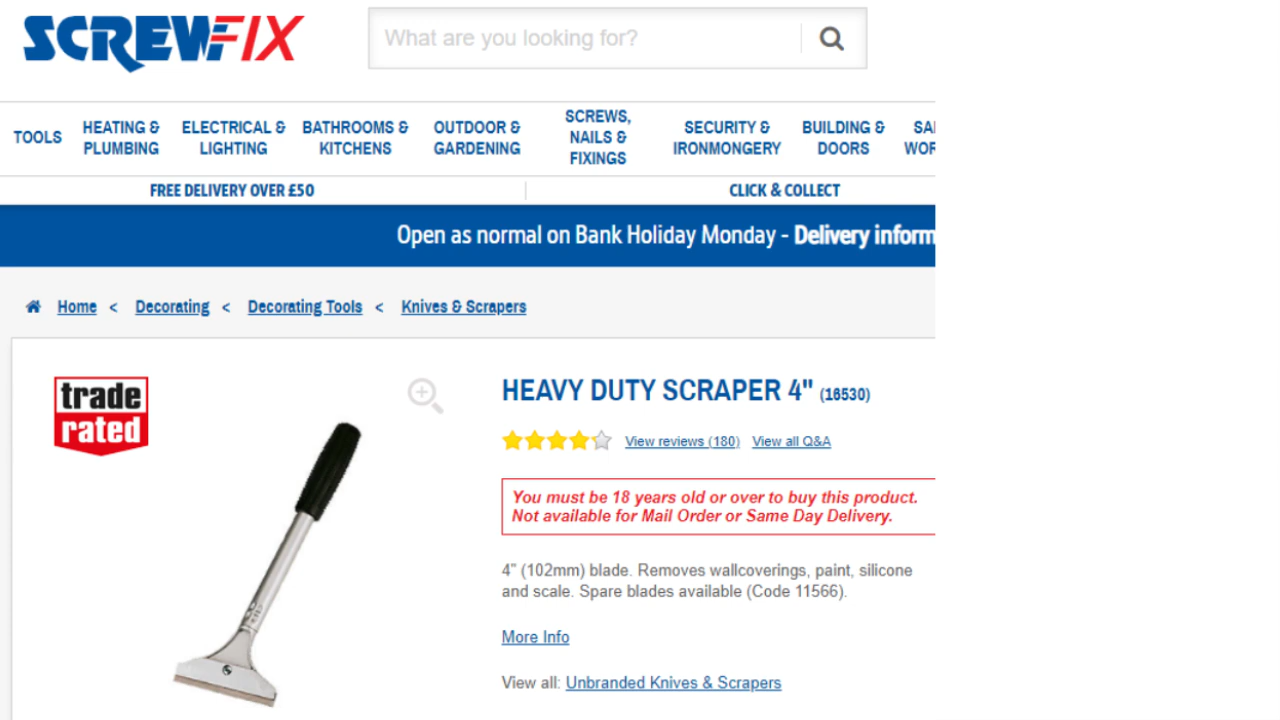 SCREWFIX
What are you looking for?
TOOLS
HEATING &
PLUMBING
ELECTRICAL &
LIGHTING
BATHROOMS &
KITCHENS
OUTDOOR &
GARDENING
SCREWS,
NAILS &
FIXINGS
SECURITY &
IRONMONGERY
BUILDING &
DOORS
SA
WOR
FREE DELIVERY OVER £50
CLICK & COLLECT
Open as normal on Bank Holiday Monday - Delivery inform
Home < Decorating < Decorating Tools < Knives & Scrapers
trade
rated
HEAVY DUTY SCRAPER 4" (16530)
View reviews (180) View all Q&A
You must be 18 years old or over to buy this product.
Not available for Mail Order or Same Day Delivery.
4" (102mm) blade. Removes wallcoverings, paint, silicone
and scale. Spare blades available (Code 11566).
More Info
View all: Unbranded Knives & Scrapers